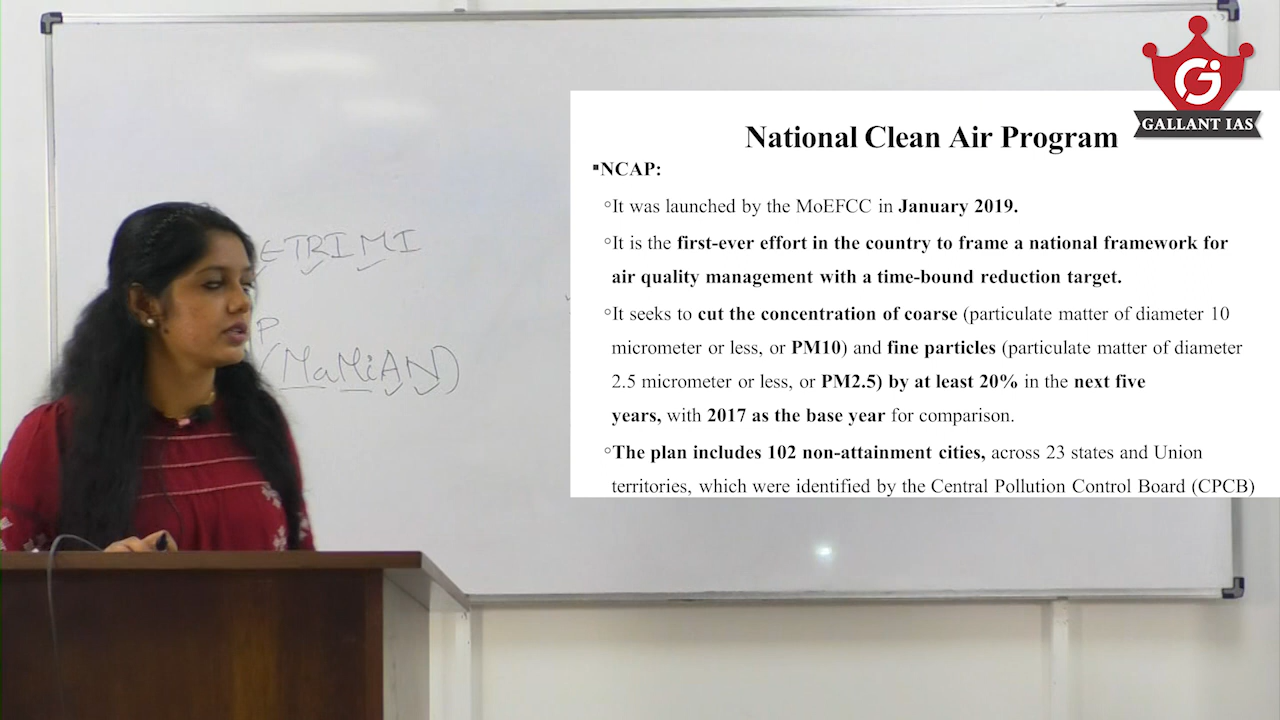 GALLANT IAS
National Clean Air Program
▪NCAP:
◦It was launched by the MoEFCC in January 2019.
◦It is the first-ever effort in the country to frame a national framework for
air quality management with a time-bound reduction target.
◦It seeks to cut the concentration of coarse (particulate matter of diameter 10
micrometer or less, or PM10) and fine particles (particulate matter of diameter
2.5 micrometer or less, or PM2.5) by at least 20% in the next five
years, with 2017 as the base year for comparison.
◦The plan includes 102 non-attainment cities, across 23 states and Union
territories, which were identified by the Central Pollution Control Board (CPCB)
ETBIMI
P
(MaMiAN)